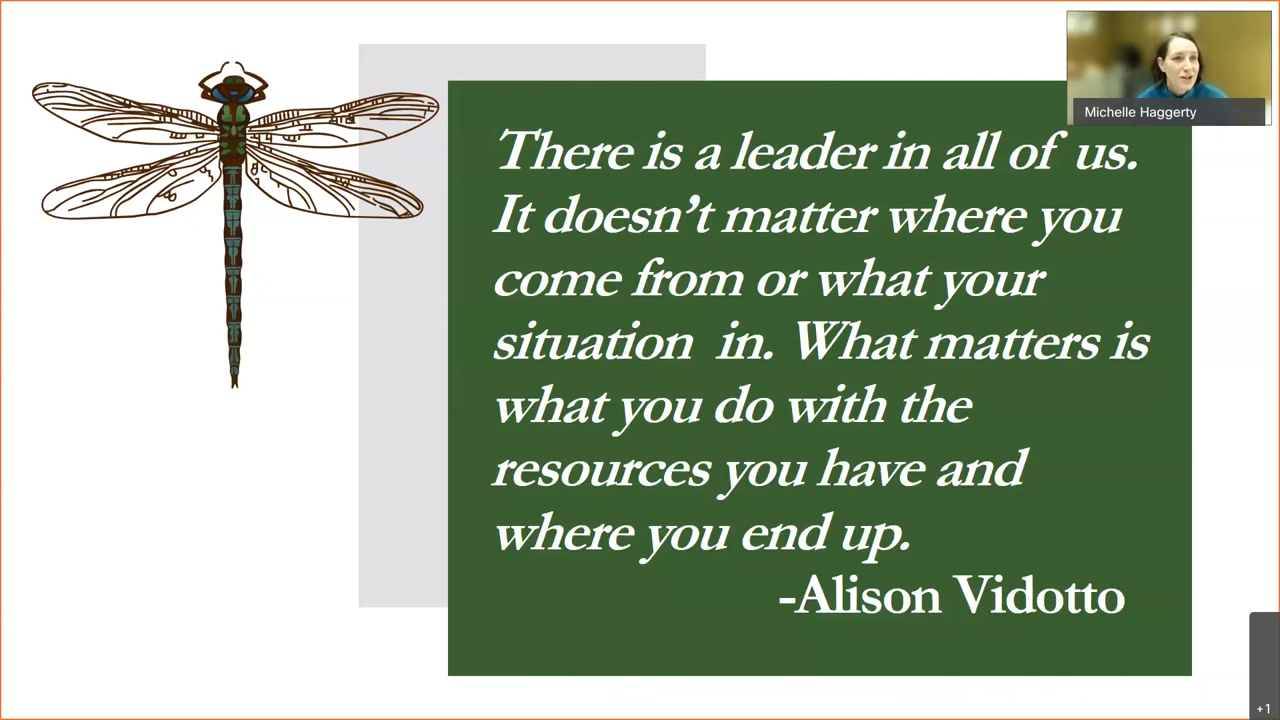 Michelle Haggerty
There is a leader in all of us.
It doesn't matter where you
come from or what your
situation in. What matters is
what you do with the
resources you have and
where you end up.
-Alison Vidotto
+1